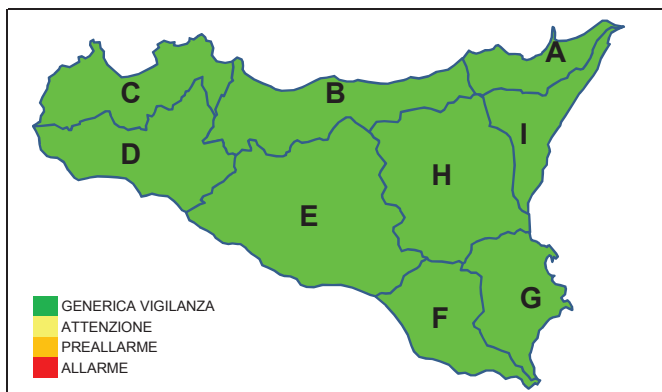 A
C
B
I
D
H
E
G
F
GENERICA VIGILANZA
ATTENZIONE
PREALLARME
ALLARME